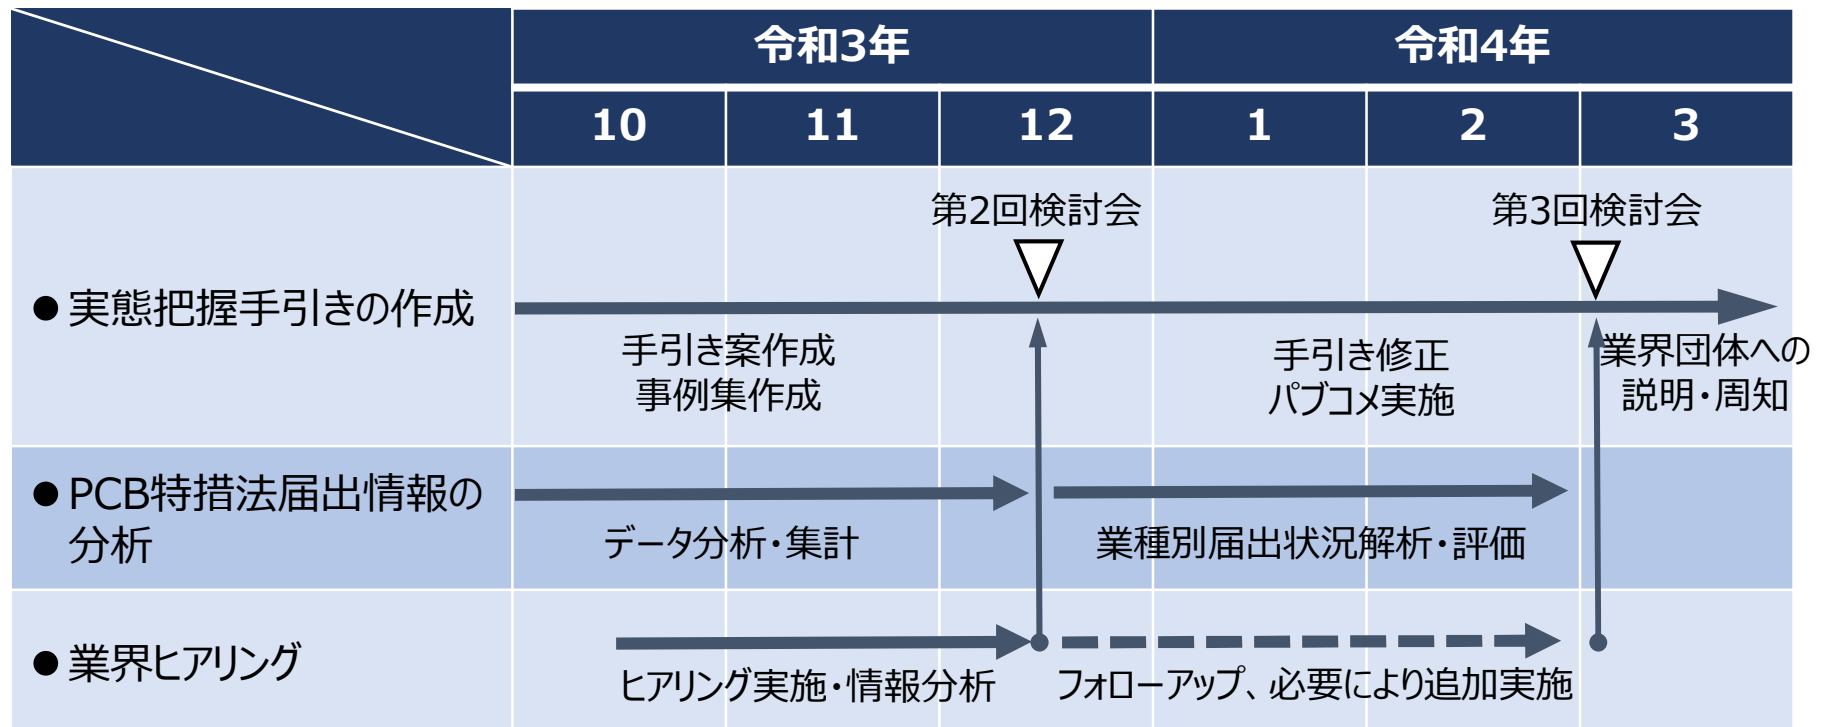 令和3年
令和4年
10
11
12
1
2
3
第2回検討会
第3回検討会
●実態把握手引きの作成
手引き案作成
事例集作成
手引き修正
パブコメ実施
業界団体への
説明・周知
●PCB特措法届出情報の
分析
データ分析・集計
業種別届出状況解析・評価
●業界ヒアリング
ヒアリング実施・情報分析
フォローアップ、必要により追加実施